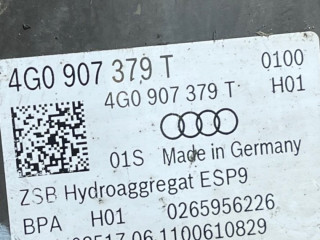 4G0 907 379 T 0100
4G0 907 379 T H01
01S Made in Germany
ZSB Hydroaggregat ESP9
BPA H01 0265956226
06.1100610829